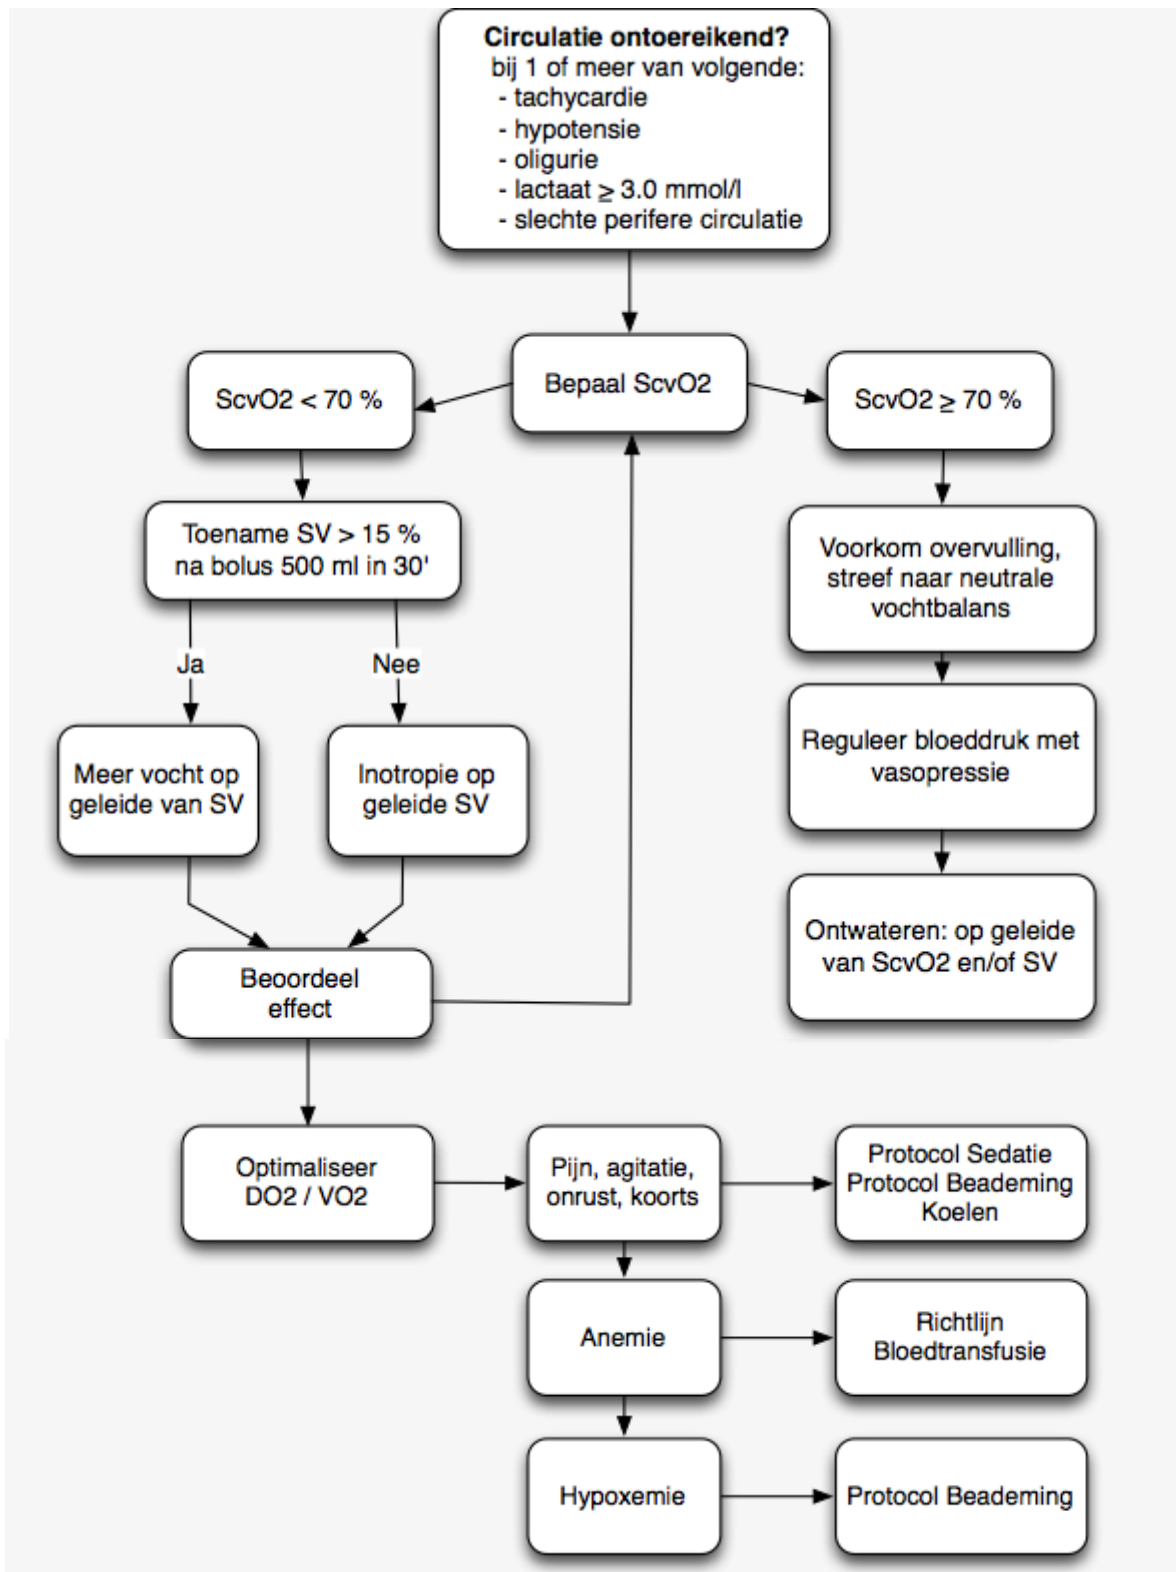 Circulatie ontoereikend?
bij 1 of meer van volgende:
- tachycardie
- hypotensie
- oligurie
- lactaat ≥ 3.0 mmol/l
- slechte perifere circulatie
Bepaal ScvO2
ScvO2 < 70 %
ScvO2 ≥ 70 %
Toename SV > 15 %
na bolus 500 ml in 30'
Ja
Nee
Meer vocht op
geleide van SV
Inotropie op
geleide SV
Beoordeel
effect
Voorkom overvulling,
streef naar neutrale
vochtbalans
Reguleer bloeddruk met
vasopressie
Ontwateren: op geleide
van ScvO2 en/of SV
Optimaliseer
DO2 / VO2
Pijn, agitatie,
onrust, koorts
Protocol Sedatie
Protocol Beademing
Koelen
Anemie
Richtlijn
Bloedtransfusie
Hypoxemie
Protocol Beademing